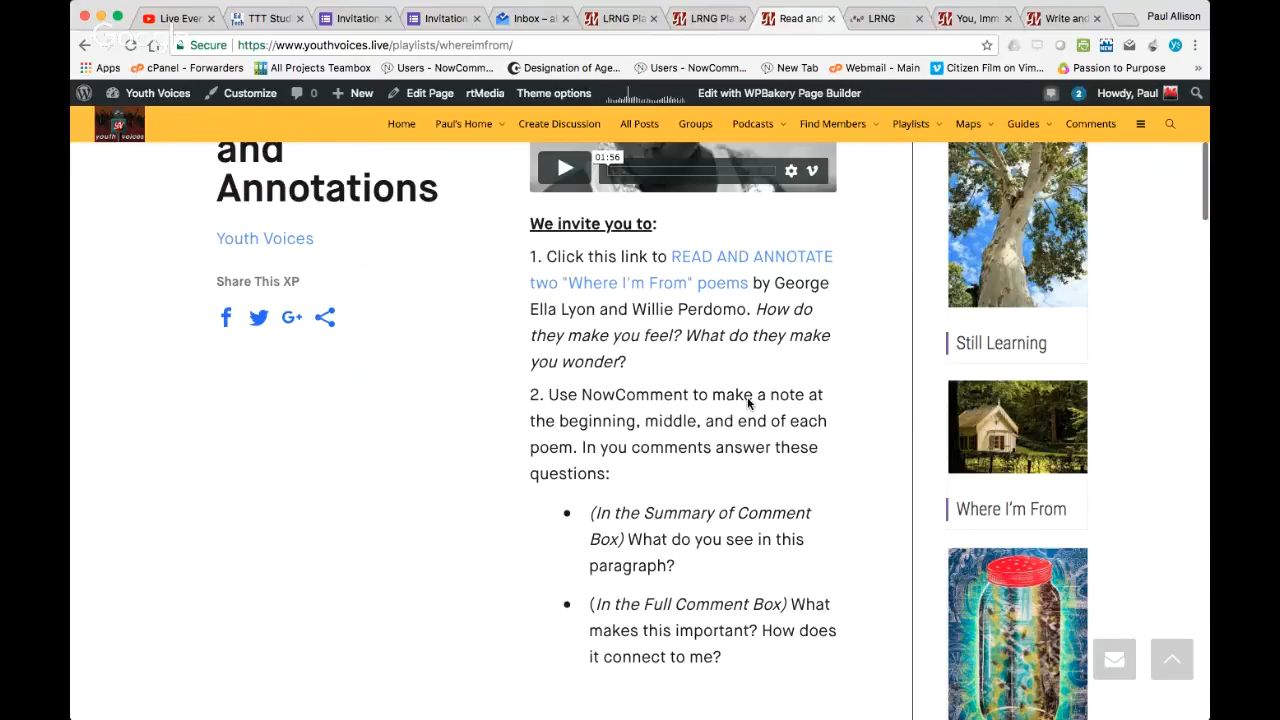 Live Ever
TTT Stud
Invitation
Invitation
Inbox – al
LRNG Pla
LRNG Pla
Read and
LRNG
You, Imm
Write and
Paul Allison
Secure
https://www.youthvoices.live/playlists/whereimfrom/
Apps
cPanel - Forwarders
All Projects Teambox
Users - NowComm...
Designation of Age...
Users - NowComm...
New Tab
Webmail - Main
Citizen Film on Vim...
Passion to Purpose
»
Youth Voices
Customize
0
+ New
Edit Page
rtMedia
Theme options
Edit with WPBakery Page Builder
2
Howdy, Paul
youth voices
Home
Paul's Home
Create Discussion
All Posts
Groups
Podcasts
Find Members
Playlists
Maps
Guides
Comments
and
Annotations
Youth Voices
Share This XP
01:56
We invite you to:
1. Click this link to READ AND ANNOTATE
two "Where I'm From" poems by George
Ella Lyon and Willie Perdomo. How do
they make you feel? What do they make
you wonder?
2. Use NowComment to make a note at
the beginning, middle, and end of each
poem. In you comments answer these
questions:
• (In the Summary of Comment
Box) What do you see in this
paragraph?
• (In the Full Comment Box) What
makes this important? How does
it connect to me?
Still Learning
Where I'm From